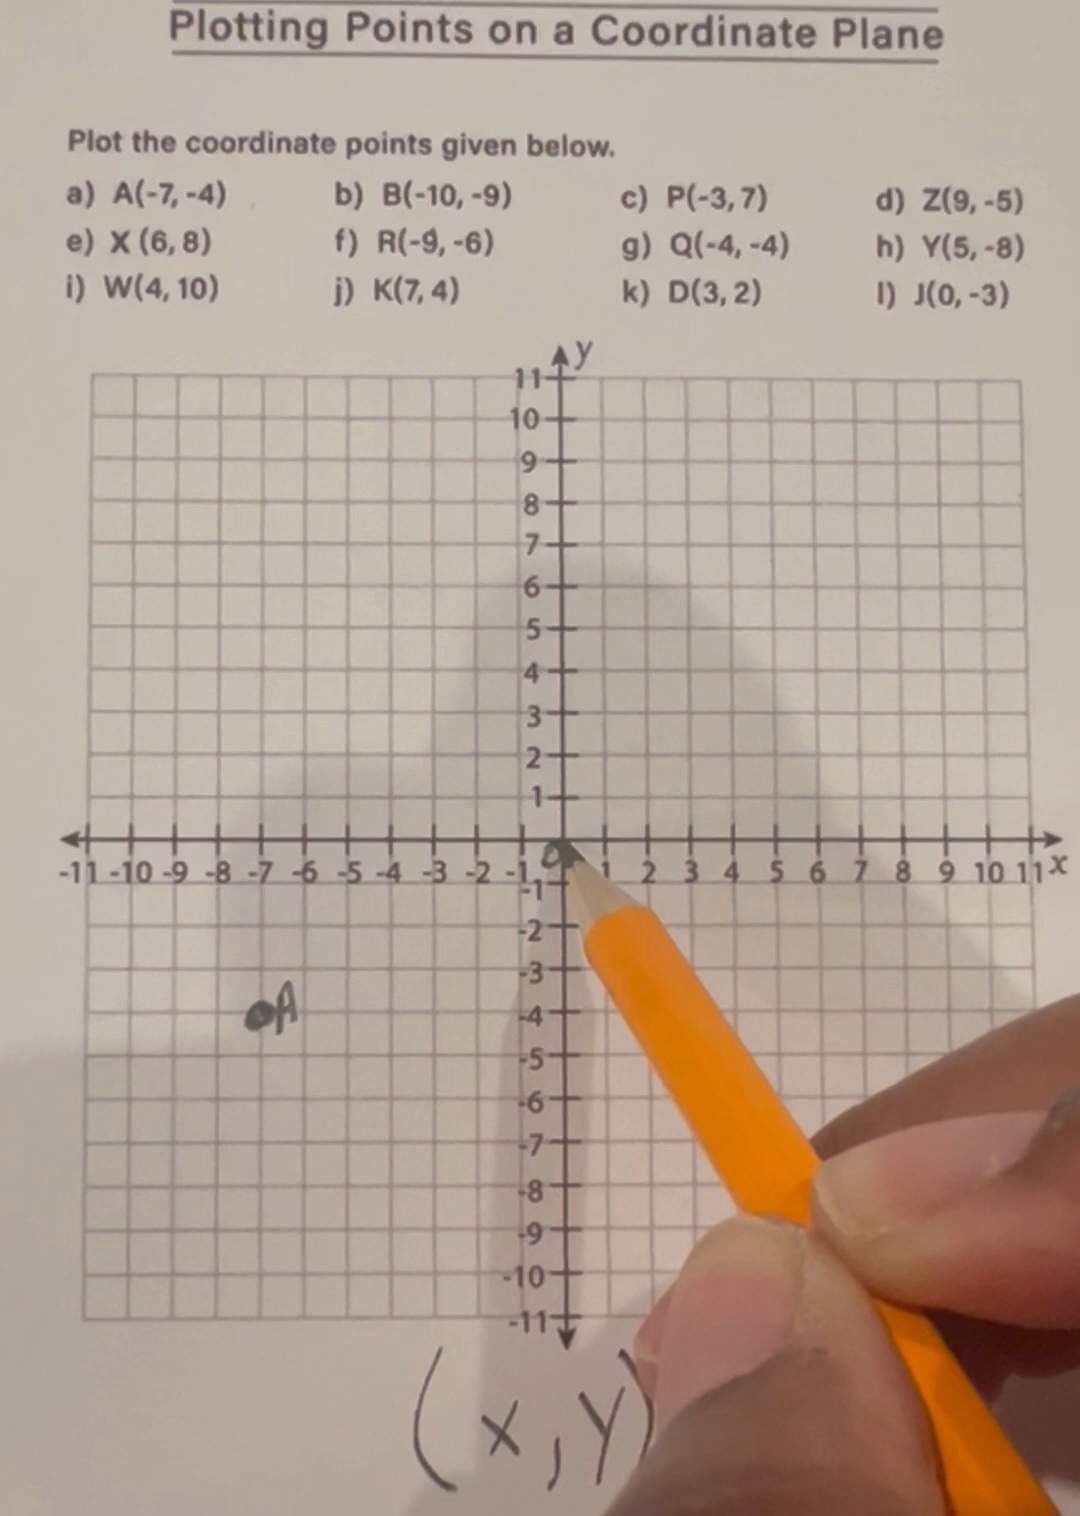 Plotting Points on a Coordinate Plane
Plot the coordinate points given below.
a) A(-7, -4) b) B(-10, -9) c) P(-3, 7) d) Z(9, -5)
e) X (6, 8) f) R(-9, -6) g) Q(-4, -4) h) Y(5, -8)
i) W(4, 10) j) K(7, 4) k) D(3, 2) l) J(0, -3)
y
11
10
9
8
7
6
5
4
3
2
1
-11 -10 -9 -8 -7 -6 -5 -4 -3 -2 -1 0 1 2 3 4 5 6 7 8 9 10 11 x
-1
-2
-3
A
-4
-5
-6
-7
-8
-9
-10
-11
(x, y)